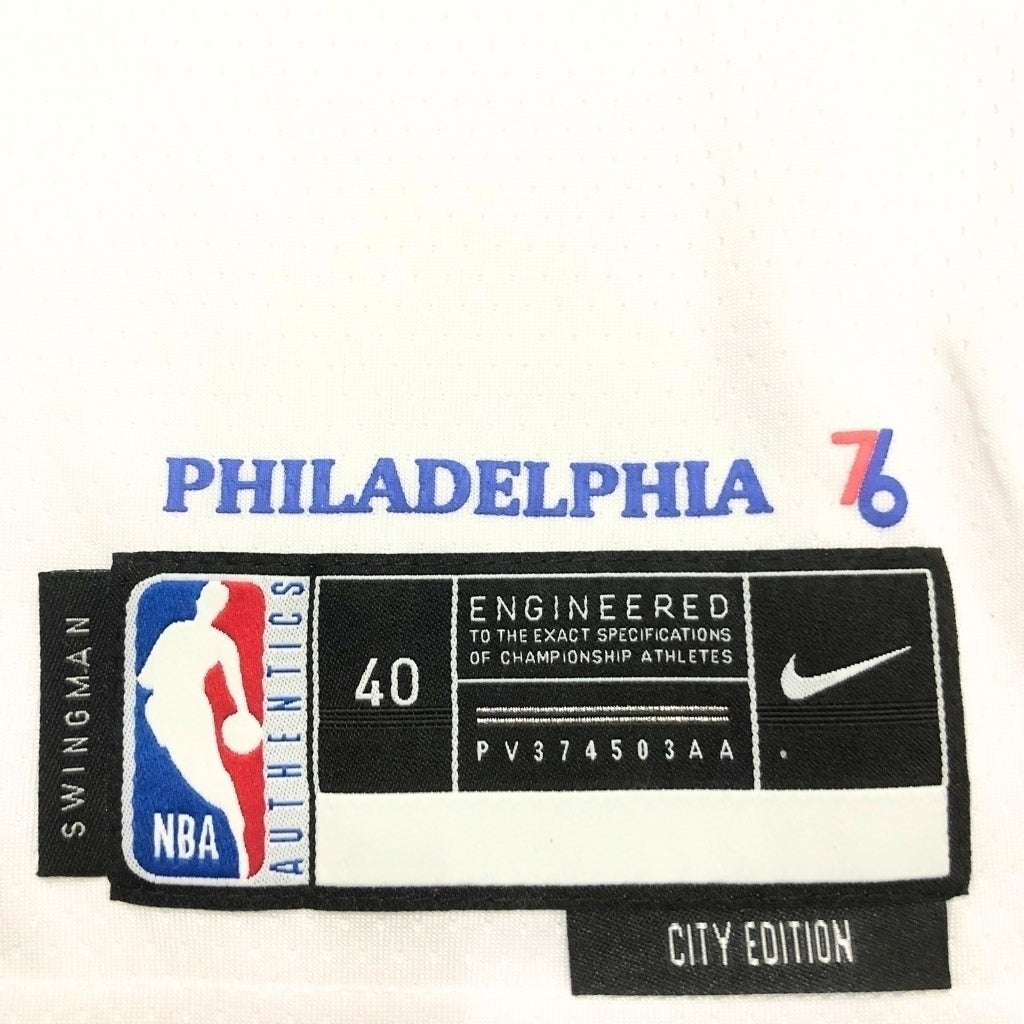 PHILADELPHIA 76
SWINGMAN
NBA
AUTHENTICS
40
ENGINEERED
TO THE EXACT SPECIFICATIONS
OF CHAMPIONSHIP ATHLETES
PV374503AA
CITY EDITION